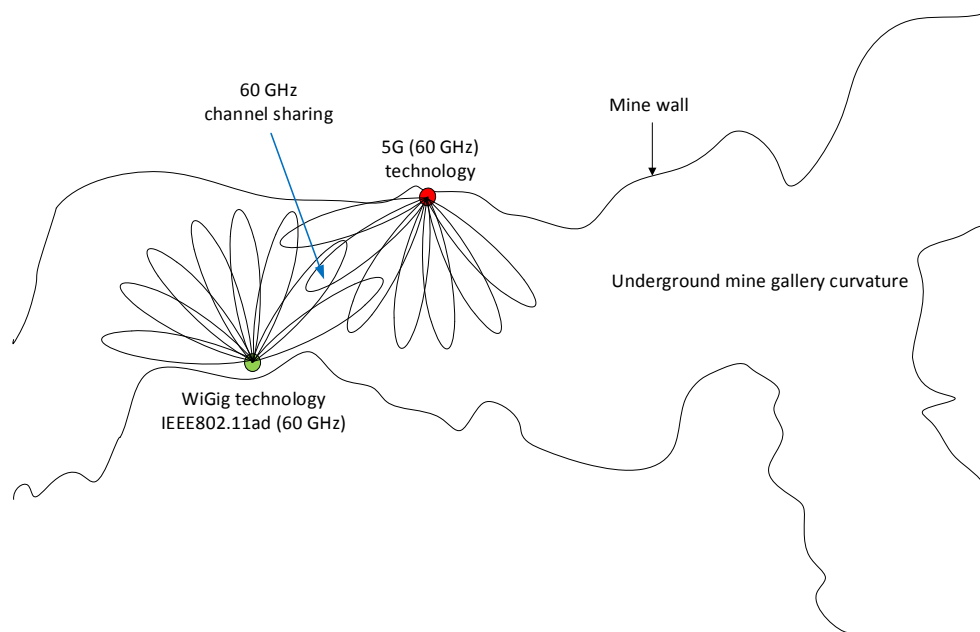 60 GHz
channel sharing
5G (60 GHz)
technology
Mine wall
Underground mine gallery curvature
WiGig technology
IEEE802.11ad (60 GHz)